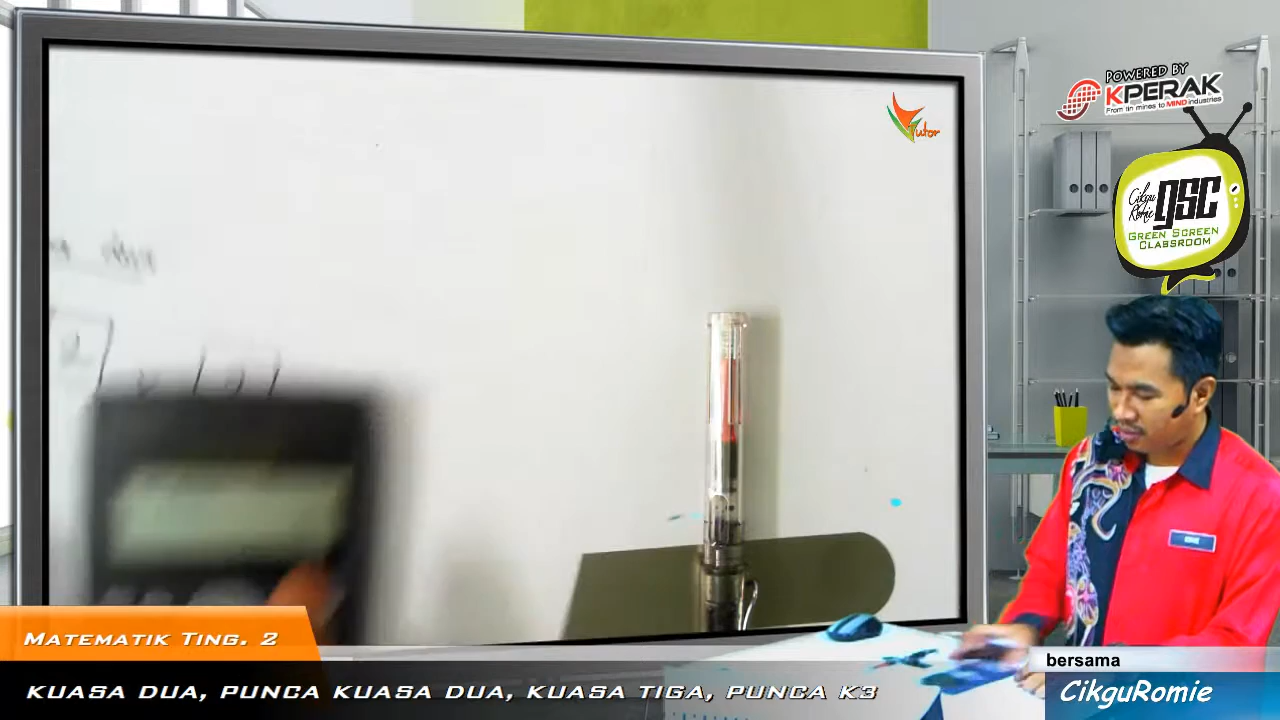 POWERED BY
KPERAK
From tin mines to MIND industries
Tutor
Cikgu Romie GSC
GREEN SCREEN
CLASSROOM
MATEMATIK TING. 2
bersama
KUASA DUA, PUNCA KUASA DUA, KUASA TIGA, PUNCA K3
CikguRomie